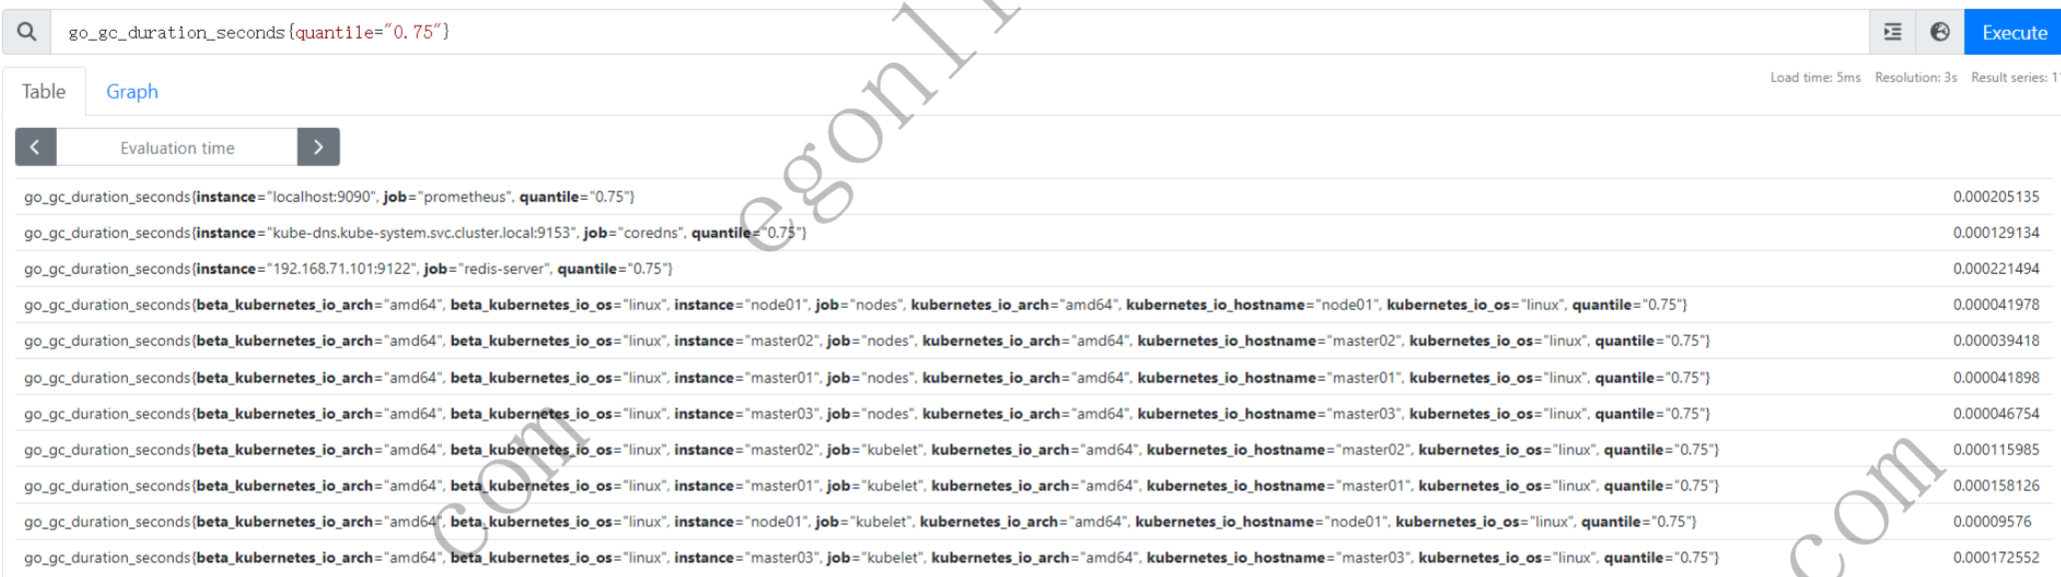 go_gc_duration_seconds{quantile="0.75"}
Execute
Load time: 5ms Resolution: 3s Result series: 11
Table Graph
Evaluation time
go_gc_duration_seconds{instance="localhost:9090", job="prometheus", quantile="0.75"} 0.000205135
go_gc_duration_seconds{instance="kube-dns.kube-system.svc.cluster.local:9153", job="coredns", quantile="0.75"} 0.000129134
go_gc_duration_seconds{instance="192.168.71.101:9122", job="redis-server", quantile="0.75"} 0.000221494
go_gc_duration_seconds{beta_kubernetes_io_arch="amd64", beta_kubernetes_io_os="linux", instance="node01", job="nodes", kubernetes_io_arch="amd64", kubernetes_io_hostname="node01", kubernetes_io_os="linux", quantile="0.75"} 0.000041978
go_gc_duration_seconds{beta_kubernetes_io_arch="amd64", beta_kubernetes_io_os="linux", instance="master02", job="nodes", kubernetes_io_arch="amd64", kubernetes_io_hostname="master02", kubernetes_io_os="linux", quantile="0.75"} 0.000039418
go_gc_duration_seconds{beta_kubernetes_io_arch="amd64", beta_kubernetes_io_os="linux", instance="master01", job="nodes", kubernetes_io_arch="amd64", kubernetes_io_hostname="master01", kubernetes_io_os="linux", quantile="0.75"} 0.000041898
go_gc_duration_seconds{beta_kubernetes_io_arch="amd64", beta_kubernetes_io_os="linux", instance="master03", job="nodes", kubernetes_io_arch="amd64", kubernetes_io_hostname="master03", kubernetes_io_os="linux", quantile="0.75"} 0.000046754
go_gc_duration_seconds{beta_kubernetes_io_arch="amd64", beta_kubernetes_io_os="linux", instance="master02", job="kubelet", kubernetes_io_arch="amd64", kubernetes_io_hostname="master02", kubernetes_io_os="linux", quantile="0.75"} 0.000115985
go_gc_duration_seconds{beta_kubernetes_io_arch="amd64", beta_kubernetes_io_os="linux", instance="master01", job="kubelet", kubernetes_io_arch="amd64", kubernetes_io_hostname="master01", kubernetes_io_os="linux", quantile="0.75"} 0.000158126
go_gc_duration_seconds{beta_kubernetes_io_arch="amd64", beta_kubernetes_io_os="linux", instance="node01", job="kubelet", kubernetes_io_arch="amd64", kubernetes_io_hostname="node01", kubernetes_io_os="linux", quantile="0.75"} 0.00009576
go_gc_duration_seconds{beta_kubernetes_io_arch="amd64", beta_kubernetes_io_os="linux", instance="master03", job="kubelet", kubernetes_io_arch="amd64", kubernetes_io_hostname="master03", kubernetes_io_os="linux", quantile="0.75"} 0.000172552
com
com